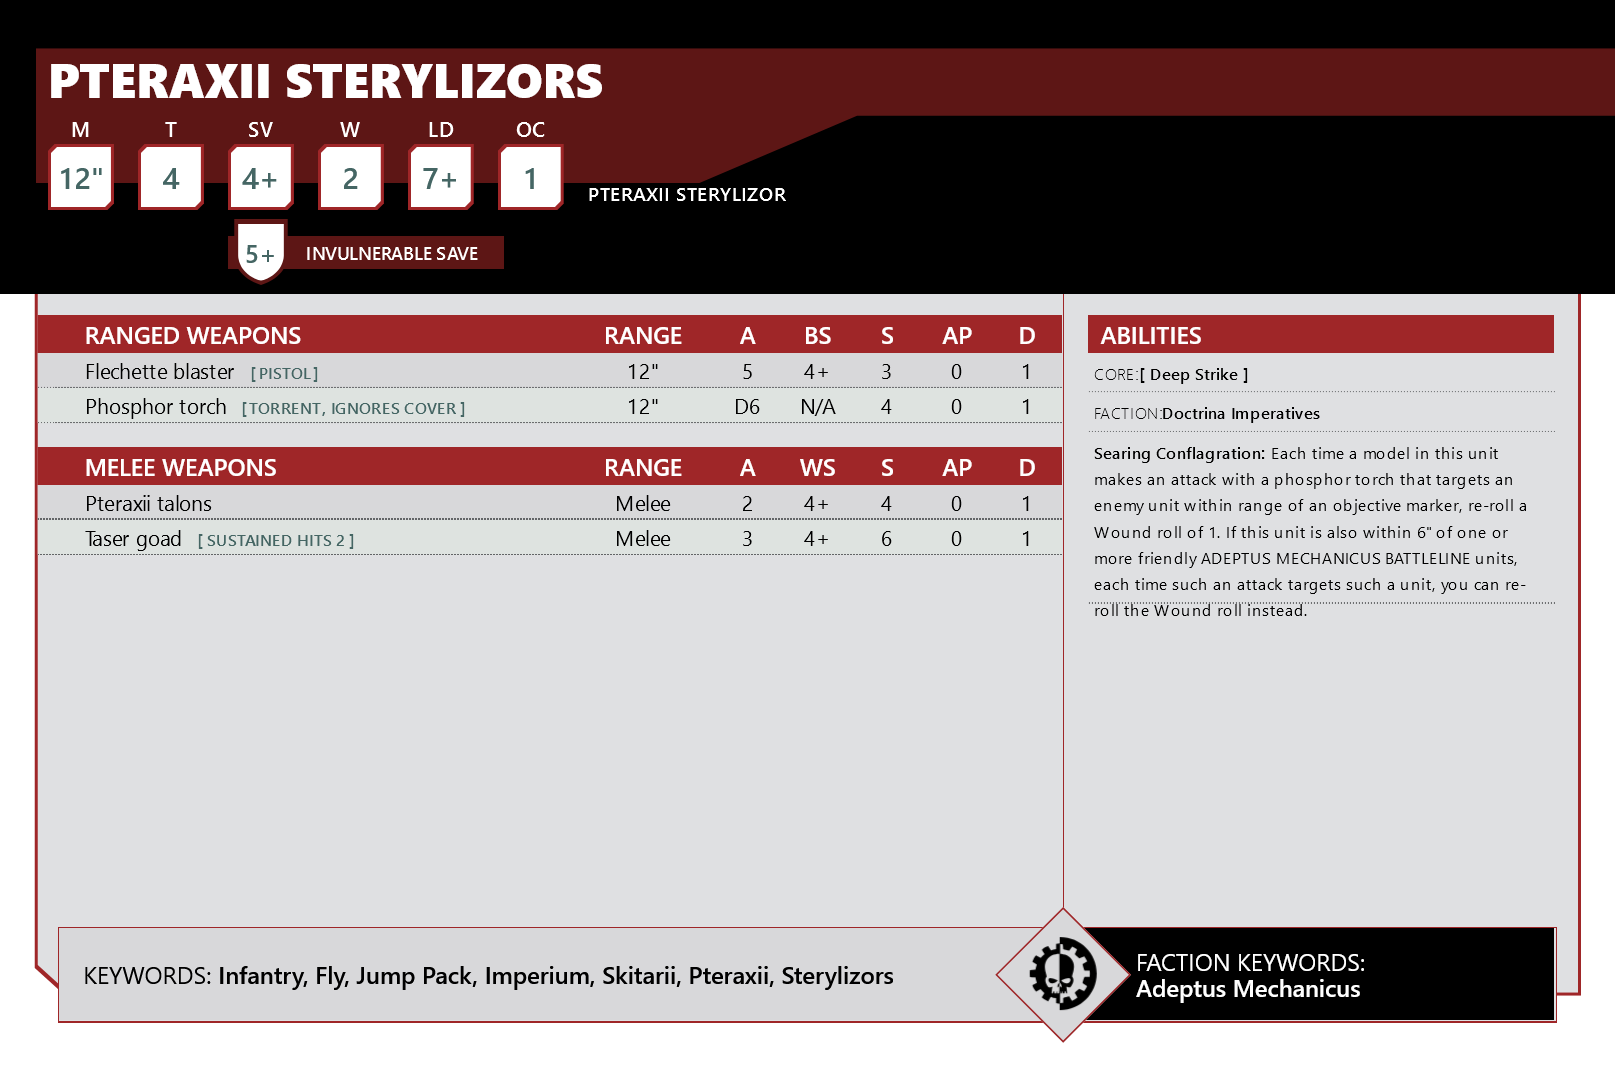 PTERAXII STERYLIZORS
M T SV W LD OC
12" 4 4+ 2 7+ 1
PTERAXII STERYLIZOR
5+ INVULNERABLE SAVE
RANGED WEAPONS RANGE A BS S AP D
Flechette blaster [PISTOL] 12" 5 4+ 3 0 1
Phosphor torch [TORRENT, IGNORES COVER] 12" D6 N/A 4 0 1
MELEE WEAPONS RANGE A WS S AP D
Pteraxii talons Melee 2 4+ 4 0 1
Taser goad [SUSTAINED HITS 2] Melee 3 4+ 6 0 1
ABILITIES
CORE:[ Deep Strike ]
FACTION:Doctrina Imperatives
Searing Conflagration: Each time a model in this unit
makes an attack with a phosphor torch that targets an
enemy unit within range of an objective marker, re-roll a
Wound roll of 1. If this unit is also within 6" of one or
more friendly ADEPTUS MECHANICUS BATTLELINE units,
each time such an attack targets such a unit, you can re-
roll the Wound roll instead.
KEYWORDS: Infantry, Fly, Jump Pack, Imperium, Skitarii, Pteraxii, Sterylizors
FACTION KEYWORDS:
Adeptus Mechanicus